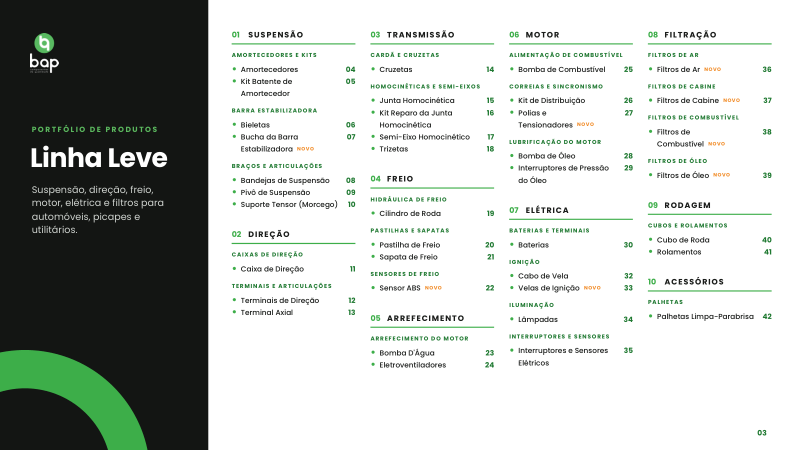 bap
PORTFÓLIO DE PRODUTOS
Linha Leve
Suspensão, direção, freio,
motor, elétrica e filtros para
automóveis, picapes e
utilitários.
01 SUSPENSÃO
AMORTECEDORES E KITS
Amortecedores 04
Kit Batente de 05
Amortecedor
BARRA ESTABILIZADORA
Bieletas 06
Bucha da Barra 07
Estabilizadora NOVO
BRAÇOS E ARTICULAÇÕES
Bandejas de Suspensão 08
Pivô de Suspensão 09
Suporte Tensor (Morcego) 10
02 DIREÇÃO
CAIXAS DE DIREÇÃO
Caixa de Direção 11
TERMINAIS E ARTICULAÇÕES
Terminais de Direção 12
Terminal Axial 13
03 TRANSMISSÃO
CARDÃ E CRUZETAS
Cruzetas 14
HOMOCINÉTICAS E SEMI-EIXOS
Junta Homocinética 15
Kit Reparo da Junta 16
Homocinética
Semi-Eixo Homocinético 17
Trizetas 18
04 FREIO
HIDRÁULICA DE FREIO
Cilindro de Roda 19
PASTILHAS E SAPATAS
Pastilha de Freio 20
Sapata de Freio 21
SENSORES DE FREIO
Sensor ABS NOVO 22
05 ARREFECIMENTO
ARREFECIMENTO DO MOTOR
Bomba D'Água 23
Eletroventiladores 24
06 MOTOR
ALIMENTAÇÃO DE COMBUSTÍVEL
Bomba de Combustível 25
CORREIAS E SINCRONISMO
Kit de Distribuição 26
Polias e 27
Tensionadores NOVO
LUBRIFICAÇÃO DO MOTOR
Bomba de Óleo 28
Interruptores de Pressão 29
do Óleo
07 ELÉTRICA
BATERIAS E TERMINAIS
Baterias 30
IGNIÇÃO
Cabo de Vela 32
Velas de Ignição NOVO 33
ILUMINAÇÃO
Lâmpadas 34
INTERRUPTORES E SENSORES
Interruptores e Sensores 35
Elétricos
08 FILTRAÇÃO
FILTROS DE AR
Filtros de Ar NOVO 36
FILTROS DE CABINE
Filtros de Cabine NOVO 37
FILTROS DE COMBUSTÍVEL
Filtros de 38
Combustível NOVO
FILTROS DE ÓLEO
Filtros de Óleo NOVO 39
09 RODAGEM
CUBOS E ROLAMENTOS
Cubo de Roda 40
Rolamentos 41
10 ACESSÓRIOS
PALHETAS
Palhetas Limpa-Parabrisa 42
03